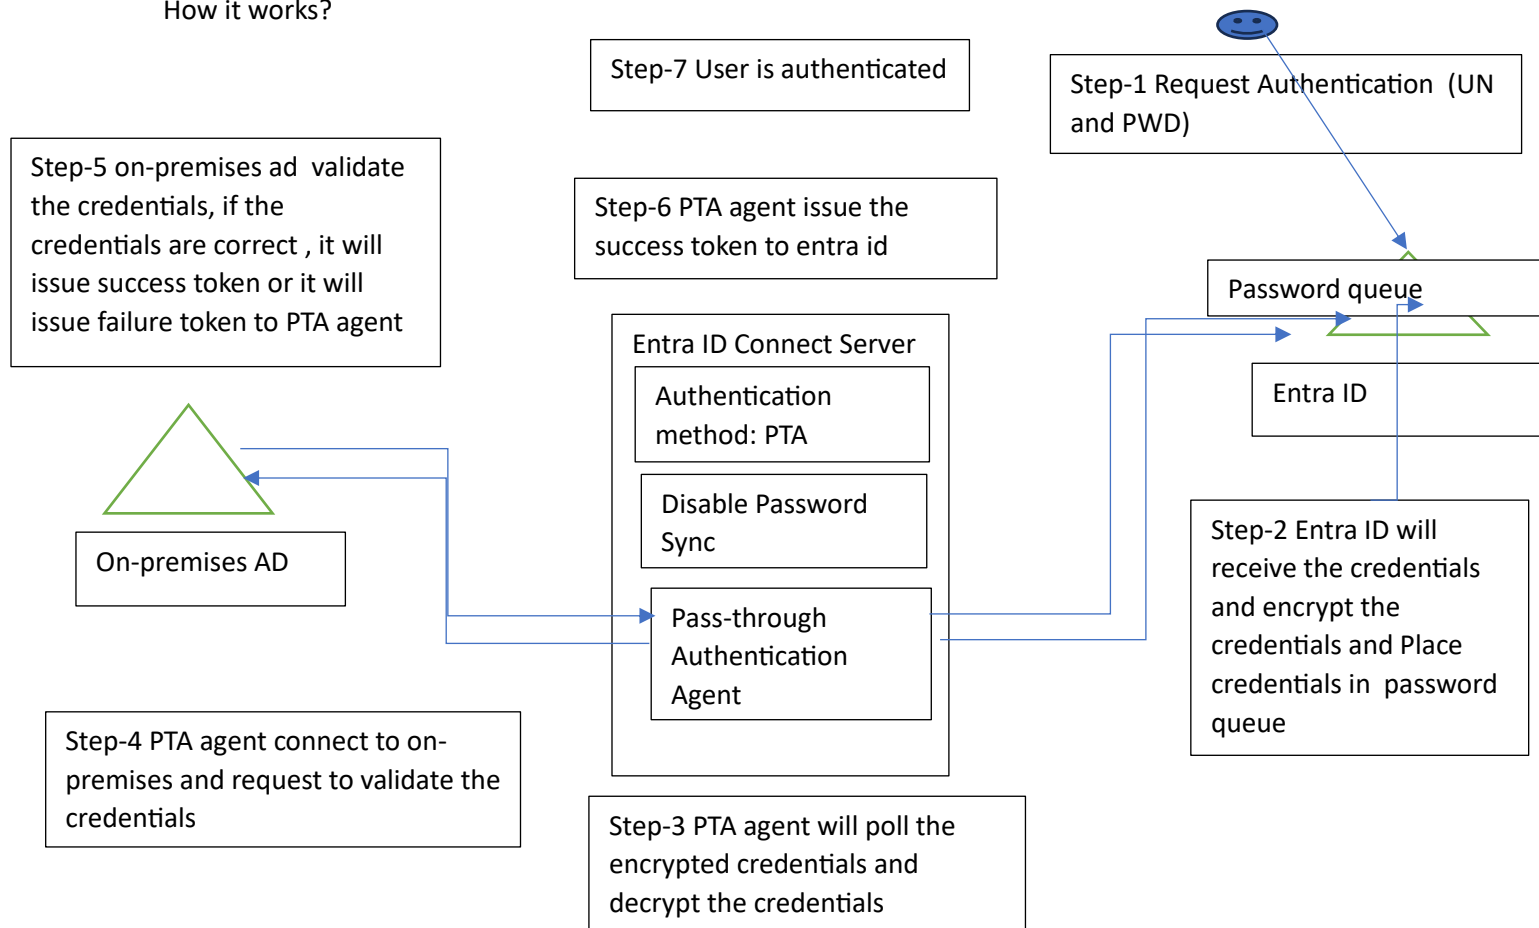 How it works?
Step-7 User is authenticated
Step-1 Request Authentication  (UN
and PWD)
Step-5 on-premises ad  validate
the credentials, if the
credentials are correct , it will
issue success token or it will
issue failure token to PTA agent
Step-6 PTA agent issue the
success token to entra id
Password queue
Entra ID Connect Server
Authentication
method: PTA
Entra ID
Disable Password
Sync
On-premises AD
Step-2 Entra ID will
receive the credentials
and encrypt the
credentials and Place
credentials in  password
queue
Pass-through
Authentication
Agent
Step-4 PTA agent connect to on-
premises and request to validate the
credentials
Step-3 PTA agent will poll the
encrypted credentials and
decrypt the credentials